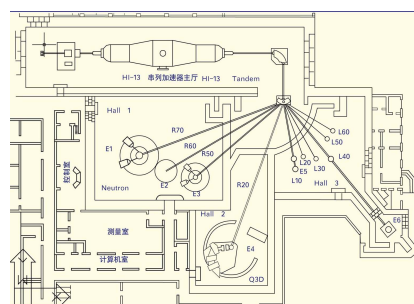 HI-13 串列加速器主厅 HI-13 Tandem
Hall 1
R70
R60
R50
L60
L50
E1
L20
L30
L40
E5
L10
控制室
E2
E3
R20
Hall 3
Neutron
Hall 2
E6
测量室
E4
计算机室
Q3D